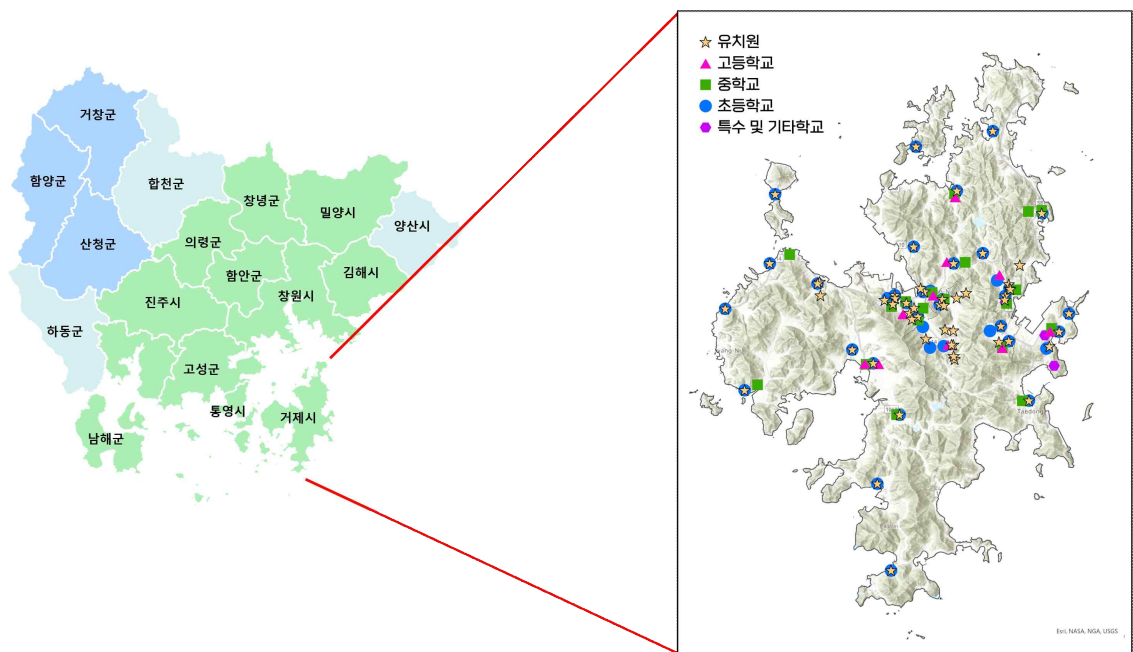 거창군
함양군
합천군
창녕군
밀양시
산청군
의령군
양산시
함안군
김해시
진주시
창원시
하동군
고성군
통영시
거제시
남해군
유치원
고등학교
중학교
초등학교
특수 및 기타학교
Taedong
Esri, NASA, NGA, USGS